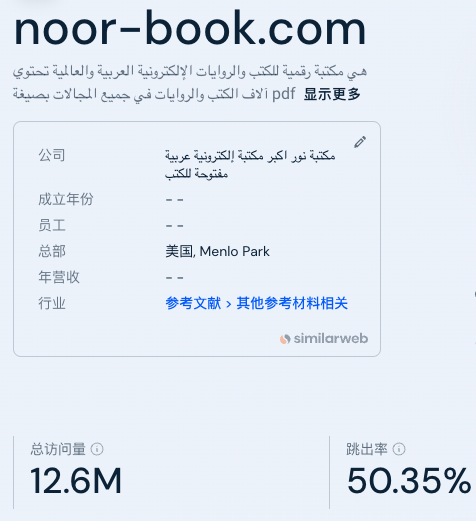 noor-book.com
هي مكتبة رقمية للكتب والروايات الإلكترونية العربية والعالمية تحتوي
آلاف الكتب والروايات في جميع المجالات بصيغة pdf 显示更多
公司 مكتبة نور اكبر مكتبة إلكترونية عربية
مفتوحة للكتب
成立年份 - -
员工 - -
总部 美国, Menlo Park
年营收 - -
行业 参考文献 > 其他参考材料相关
similarweb
总访问量 跳出率
12.6M 50.35%